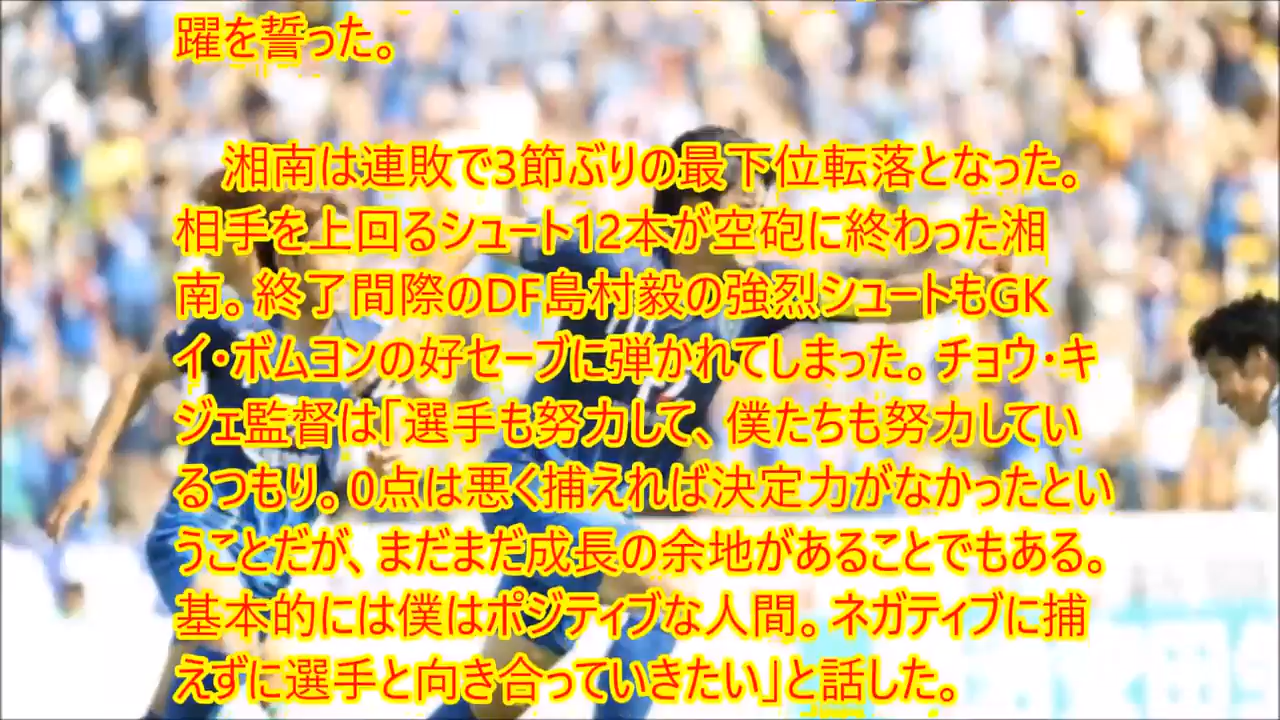 躍を誓った。
湘南は連敗で3節ぶりの最下位転落となった。
相手を上回るシュート12本が空砲に終わった湘
南。終了間際のDF島村毅の強烈シュートもGK
イ・ボムヨンの好セーブに弾かれてしまった。チョウ・キ
ジェ監督は「選手も努力して、僕たちも努力してい
るつもり。0点は悪く捕えれば決定力がなかったとい
うことだが、まだまだ成長の余地があることでもある。
基本的には僕はポジティブな人間。ネガティブに捕
えずに選手と向き合っていきたい」と話した。